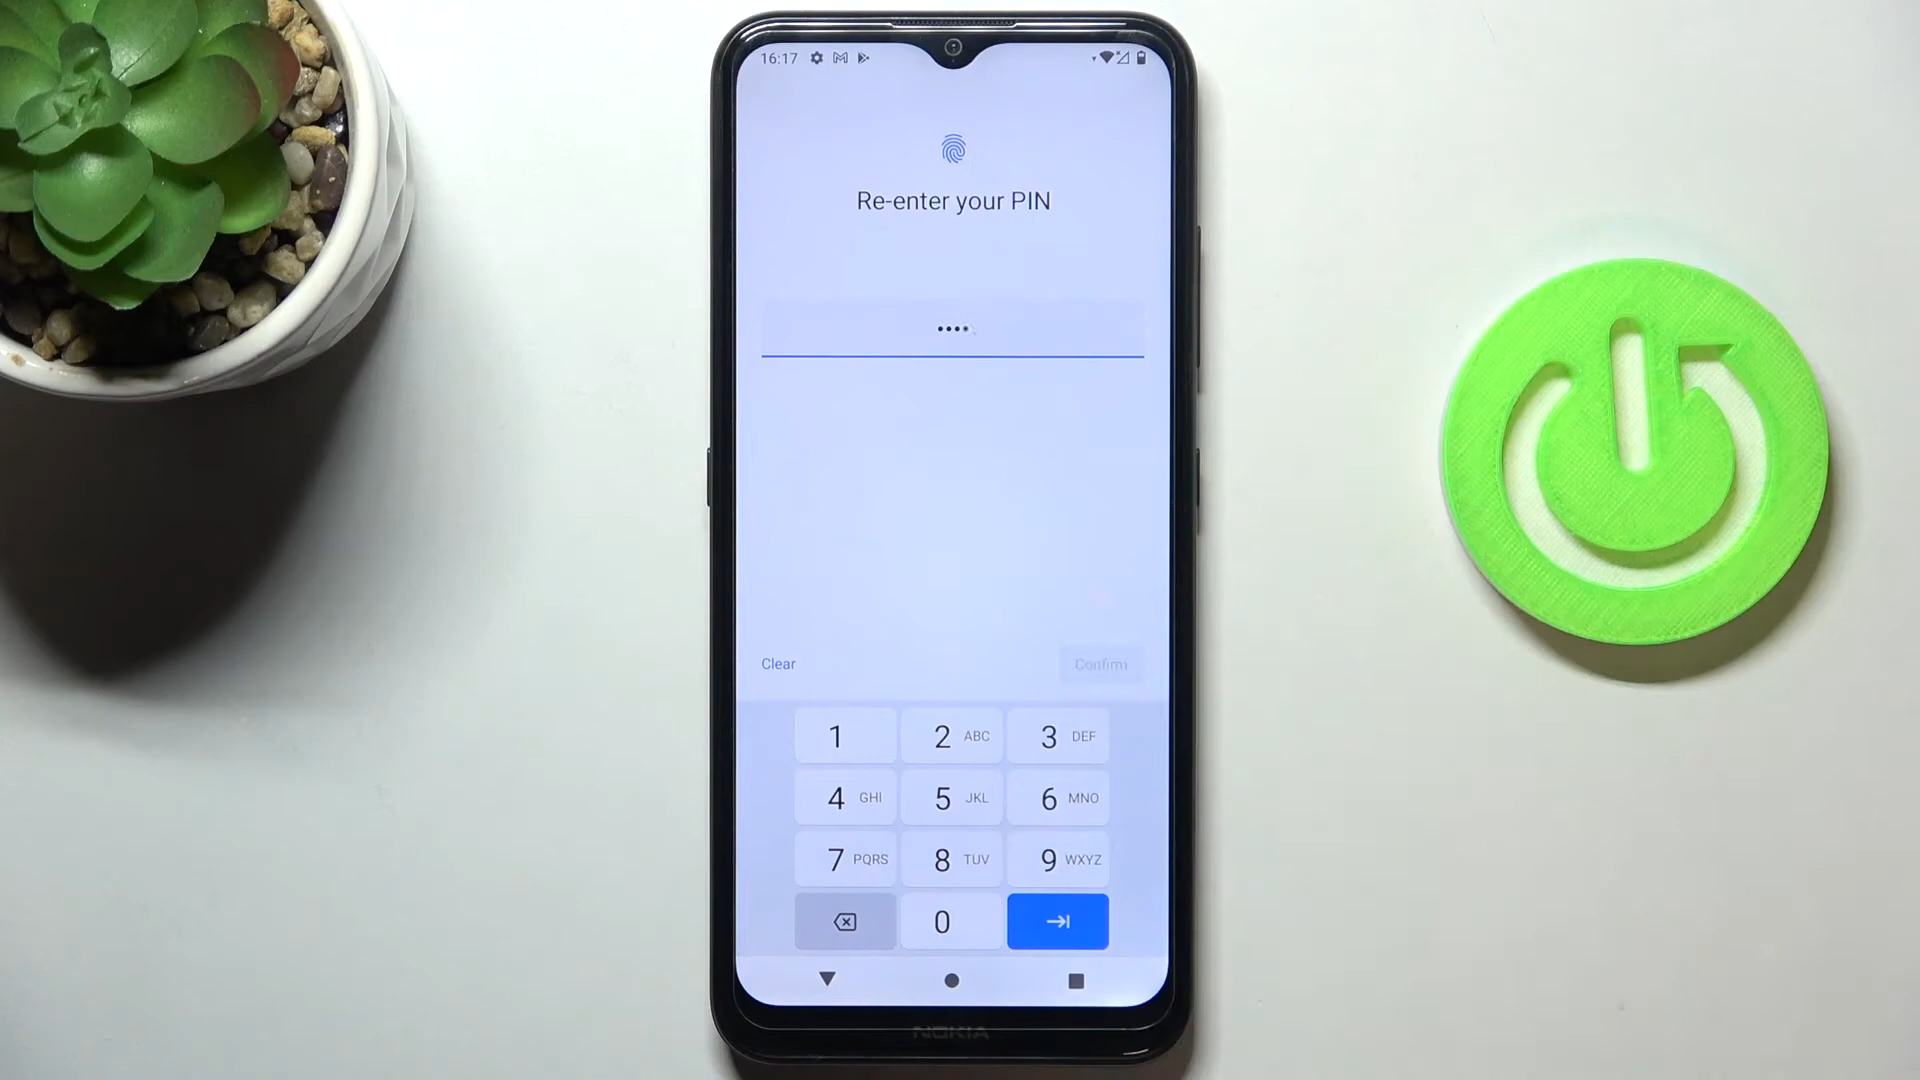 16:17
Re-enter your PIN
••••
Clear
Confirm
1
2 ABC
3 DEF
4 GHI
5 JKL
6 MNO
7 PQRS
8 TUV
9 WXYZ
0
NOKIA